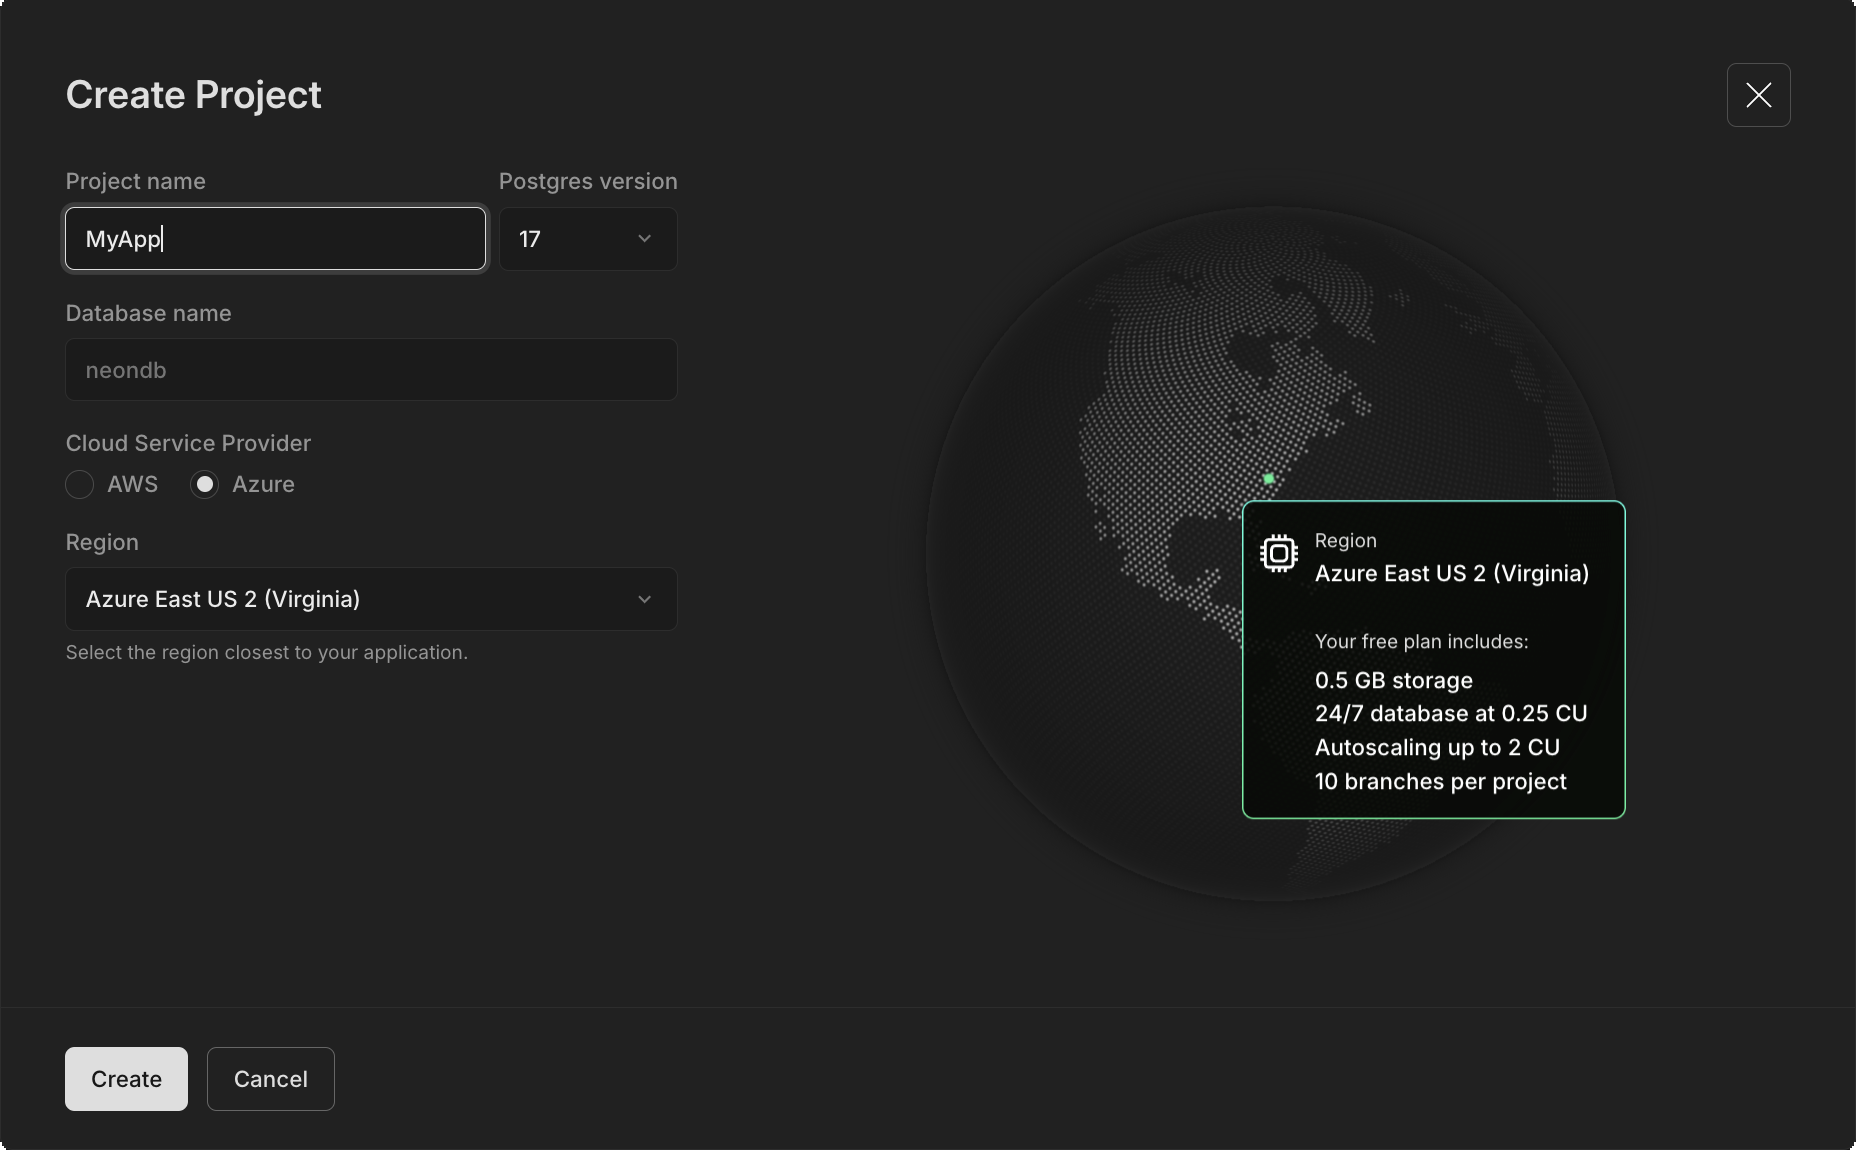 Create Project
Project name
Postgres version
MyApp
17
Database name
neondb
Cloud Service Provider
AWS
Azure
Region
Azure East US 2 (Virginia)
Select the region closest to your application.
Region
Azure East US 2 (Virginia)
Your free plan includes:
0.5 GB storage
24/7 database at 0.25 CU
Autoscaling up to 2 CU
10 branches per project
Create
Cancel